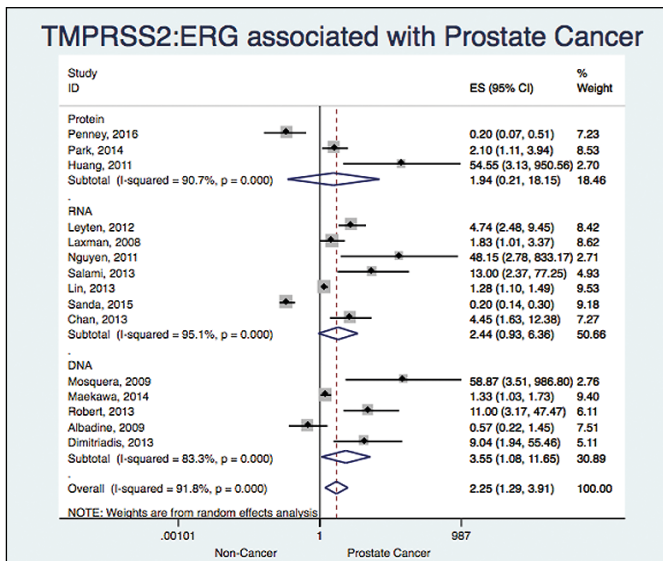 TMPRSS2:ERG associated with Prostate Cancer
Study %
ID ES (95% CI) Weight
Protein
Penney, 2016 0.20 (0.07, 0.51) 7.23
Park, 2014 2.10 (1.11, 3.94) 8.53
Huang, 2011 54.55 (3.13, 950.56) 2.70
Subtotal (I-squared = 90.7%, p = 0.000) 1.94 (0.21, 18.15) 18.46
.
RNA
Leyten, 2012 4.74 (2.48, 9.45) 8.42
Laxman, 2008 1.83 (1.01, 3.37) 8.62
Nguyen, 2011 48.15 (2.78, 833.17) 2.71
Salami, 2013 13.00 (2.37, 77.25) 4.93
Lin, 2013 1.28 (1.10, 1.49) 9.53
Sanda, 2015 0.20 (0.14, 0.30) 9.18
Chan, 2013 4.45 (1.63, 12.38) 7.27
Subtotal (I-squared = 95.1%, p = 0.000) 2.44 (0.93, 6.36) 50.66
.
DNA
Mosquera, 2009 58.87 (3.51, 986.80) 2.76
Maekawa, 2014 1.33 (1.03, 1.73) 9.40
Robert, 2013 11.00 (3.17, 47.47) 6.11
Albadine, 2009 0.57 (0.22, 1.45) 7.51
Dimitriadis, 2013 9.04 (1.94, 55.46) 5.11
Subtotal (I-squared = 83.3%, p = 0.000) 3.55 (1.08, 11.65) 30.89
.
Overall (I-squared = 91.8%, p = 0.000) 2.25 (1.29, 3.91) 100.00
NOTE: Weights are from random effects analysis
.00101 1 987
Non-Cancer Prostate Cancer